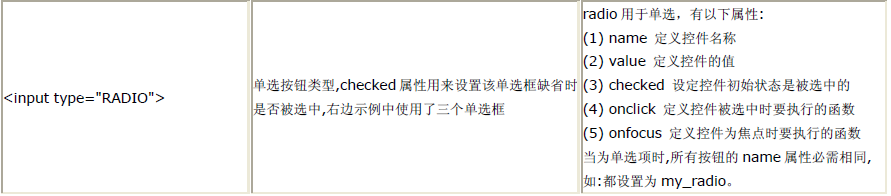 <input type="RADIO">
单选按钮类型,checked 属性用来设置该单选框缺省时
是否被选中,右边示例中使用了三个单选框
radio 用于单选，有以下属性:
(1) name 定义控件名称
(2) value 定义控件的值
(3) checked 设定控件初始状态是被选中的
(4) onclick 定义控件被选中时要执行的函数
(5) onfocus 定义控件为焦点时要执行的函数
当为单选项时,所有按钮的 name 属性必需相同,
如:都设置为 my_radio。